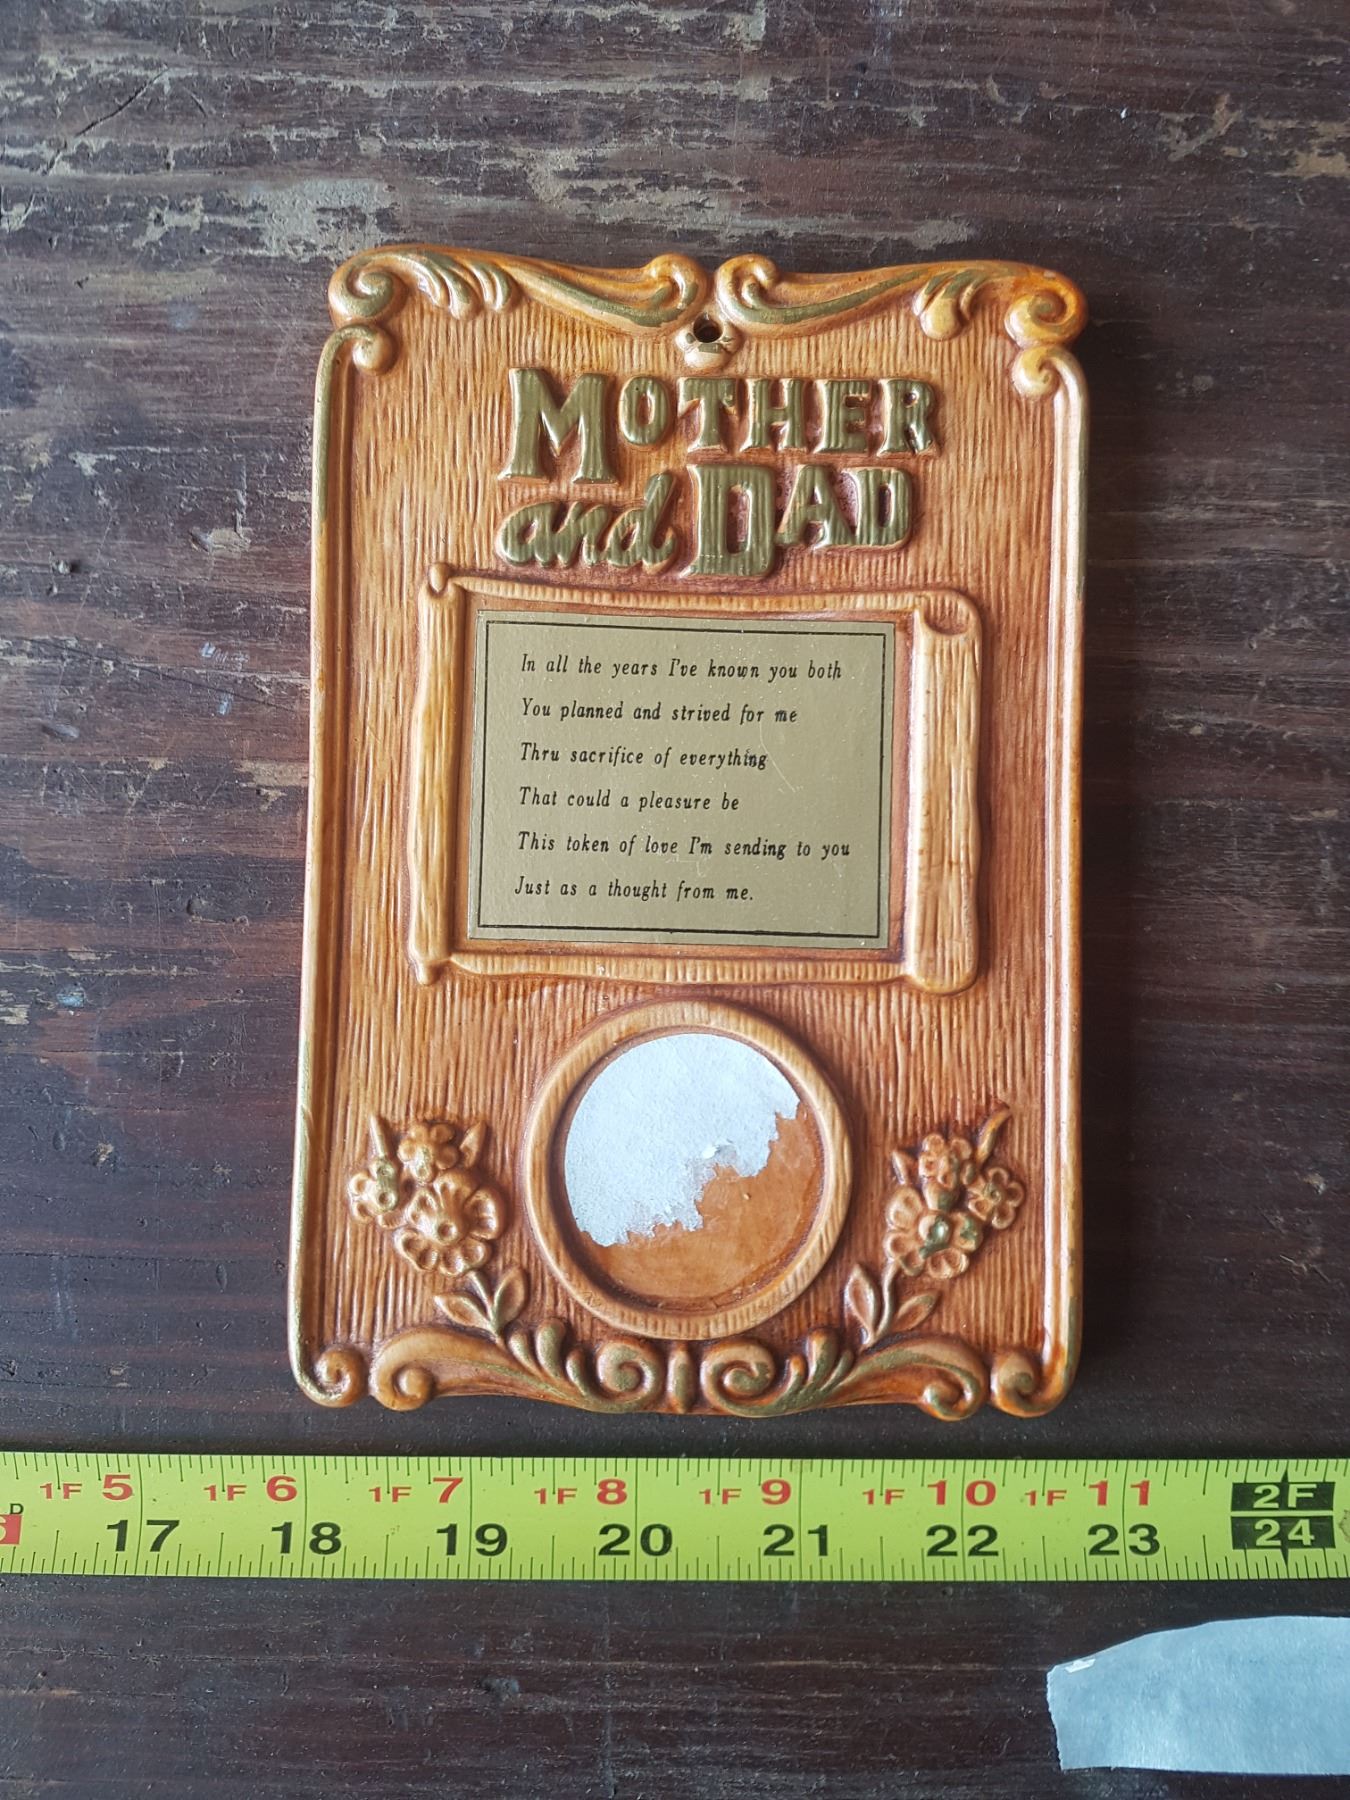 MOTHER
and DAD
In all the years I've known you both
You planned and strived for me
Thru sacrifice of everything
That could a pleasure be
This token of love I'm sending to you
Just as a thought from me.
1F 5 1F 6 1F 7 1F 8 1F 9 1F 10 1F 11 2F
17 18 19 20 21 22 23 24